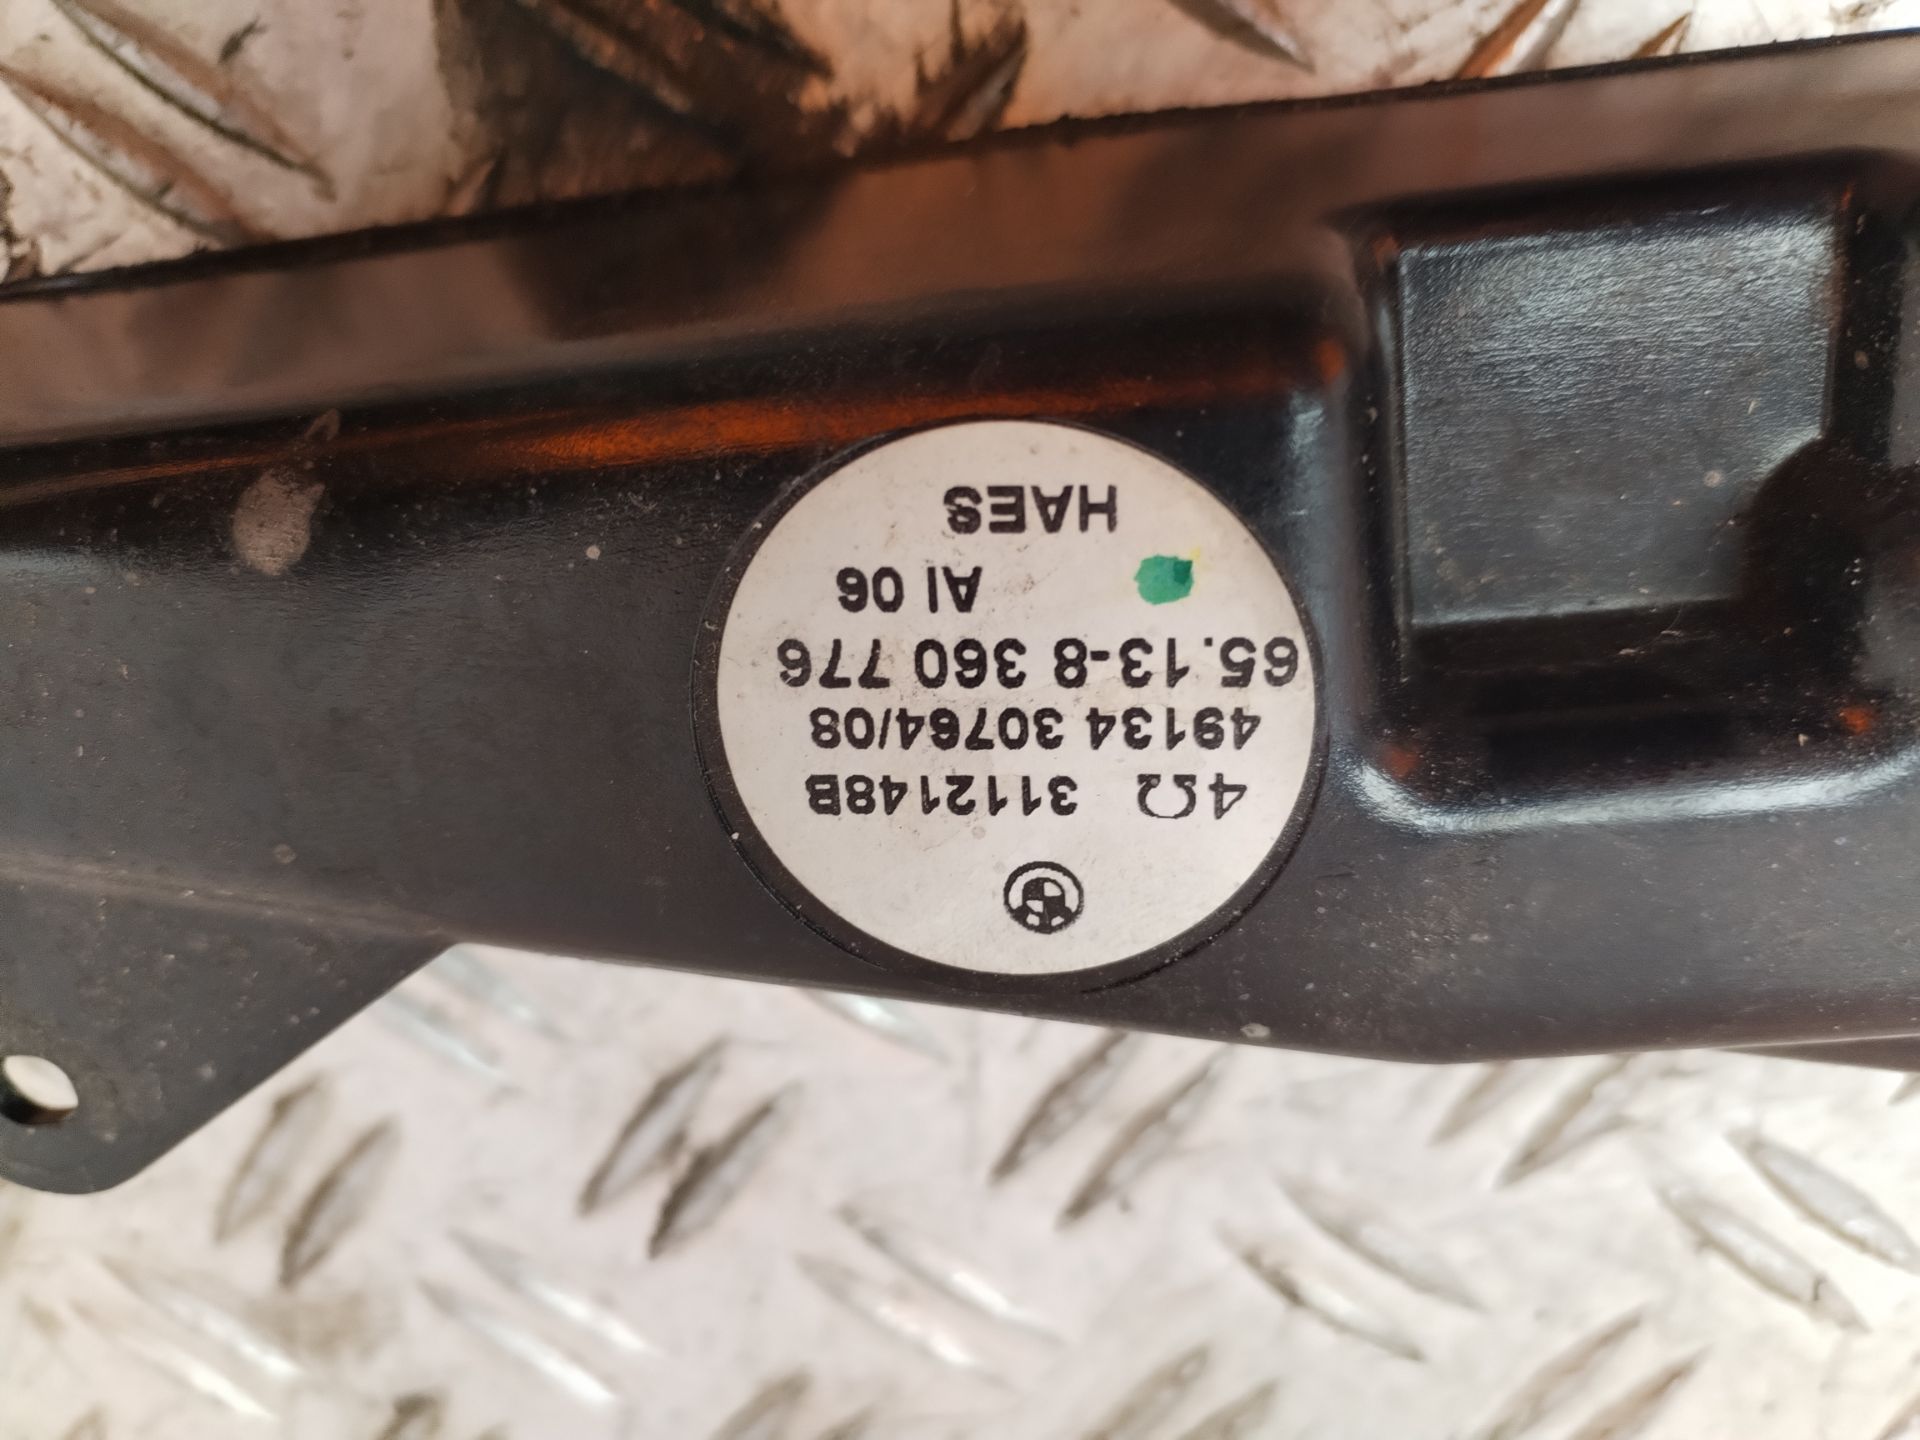 4Ω 3112148B
49134 30764/08
65.13-8 360 776
AI 06
HAES